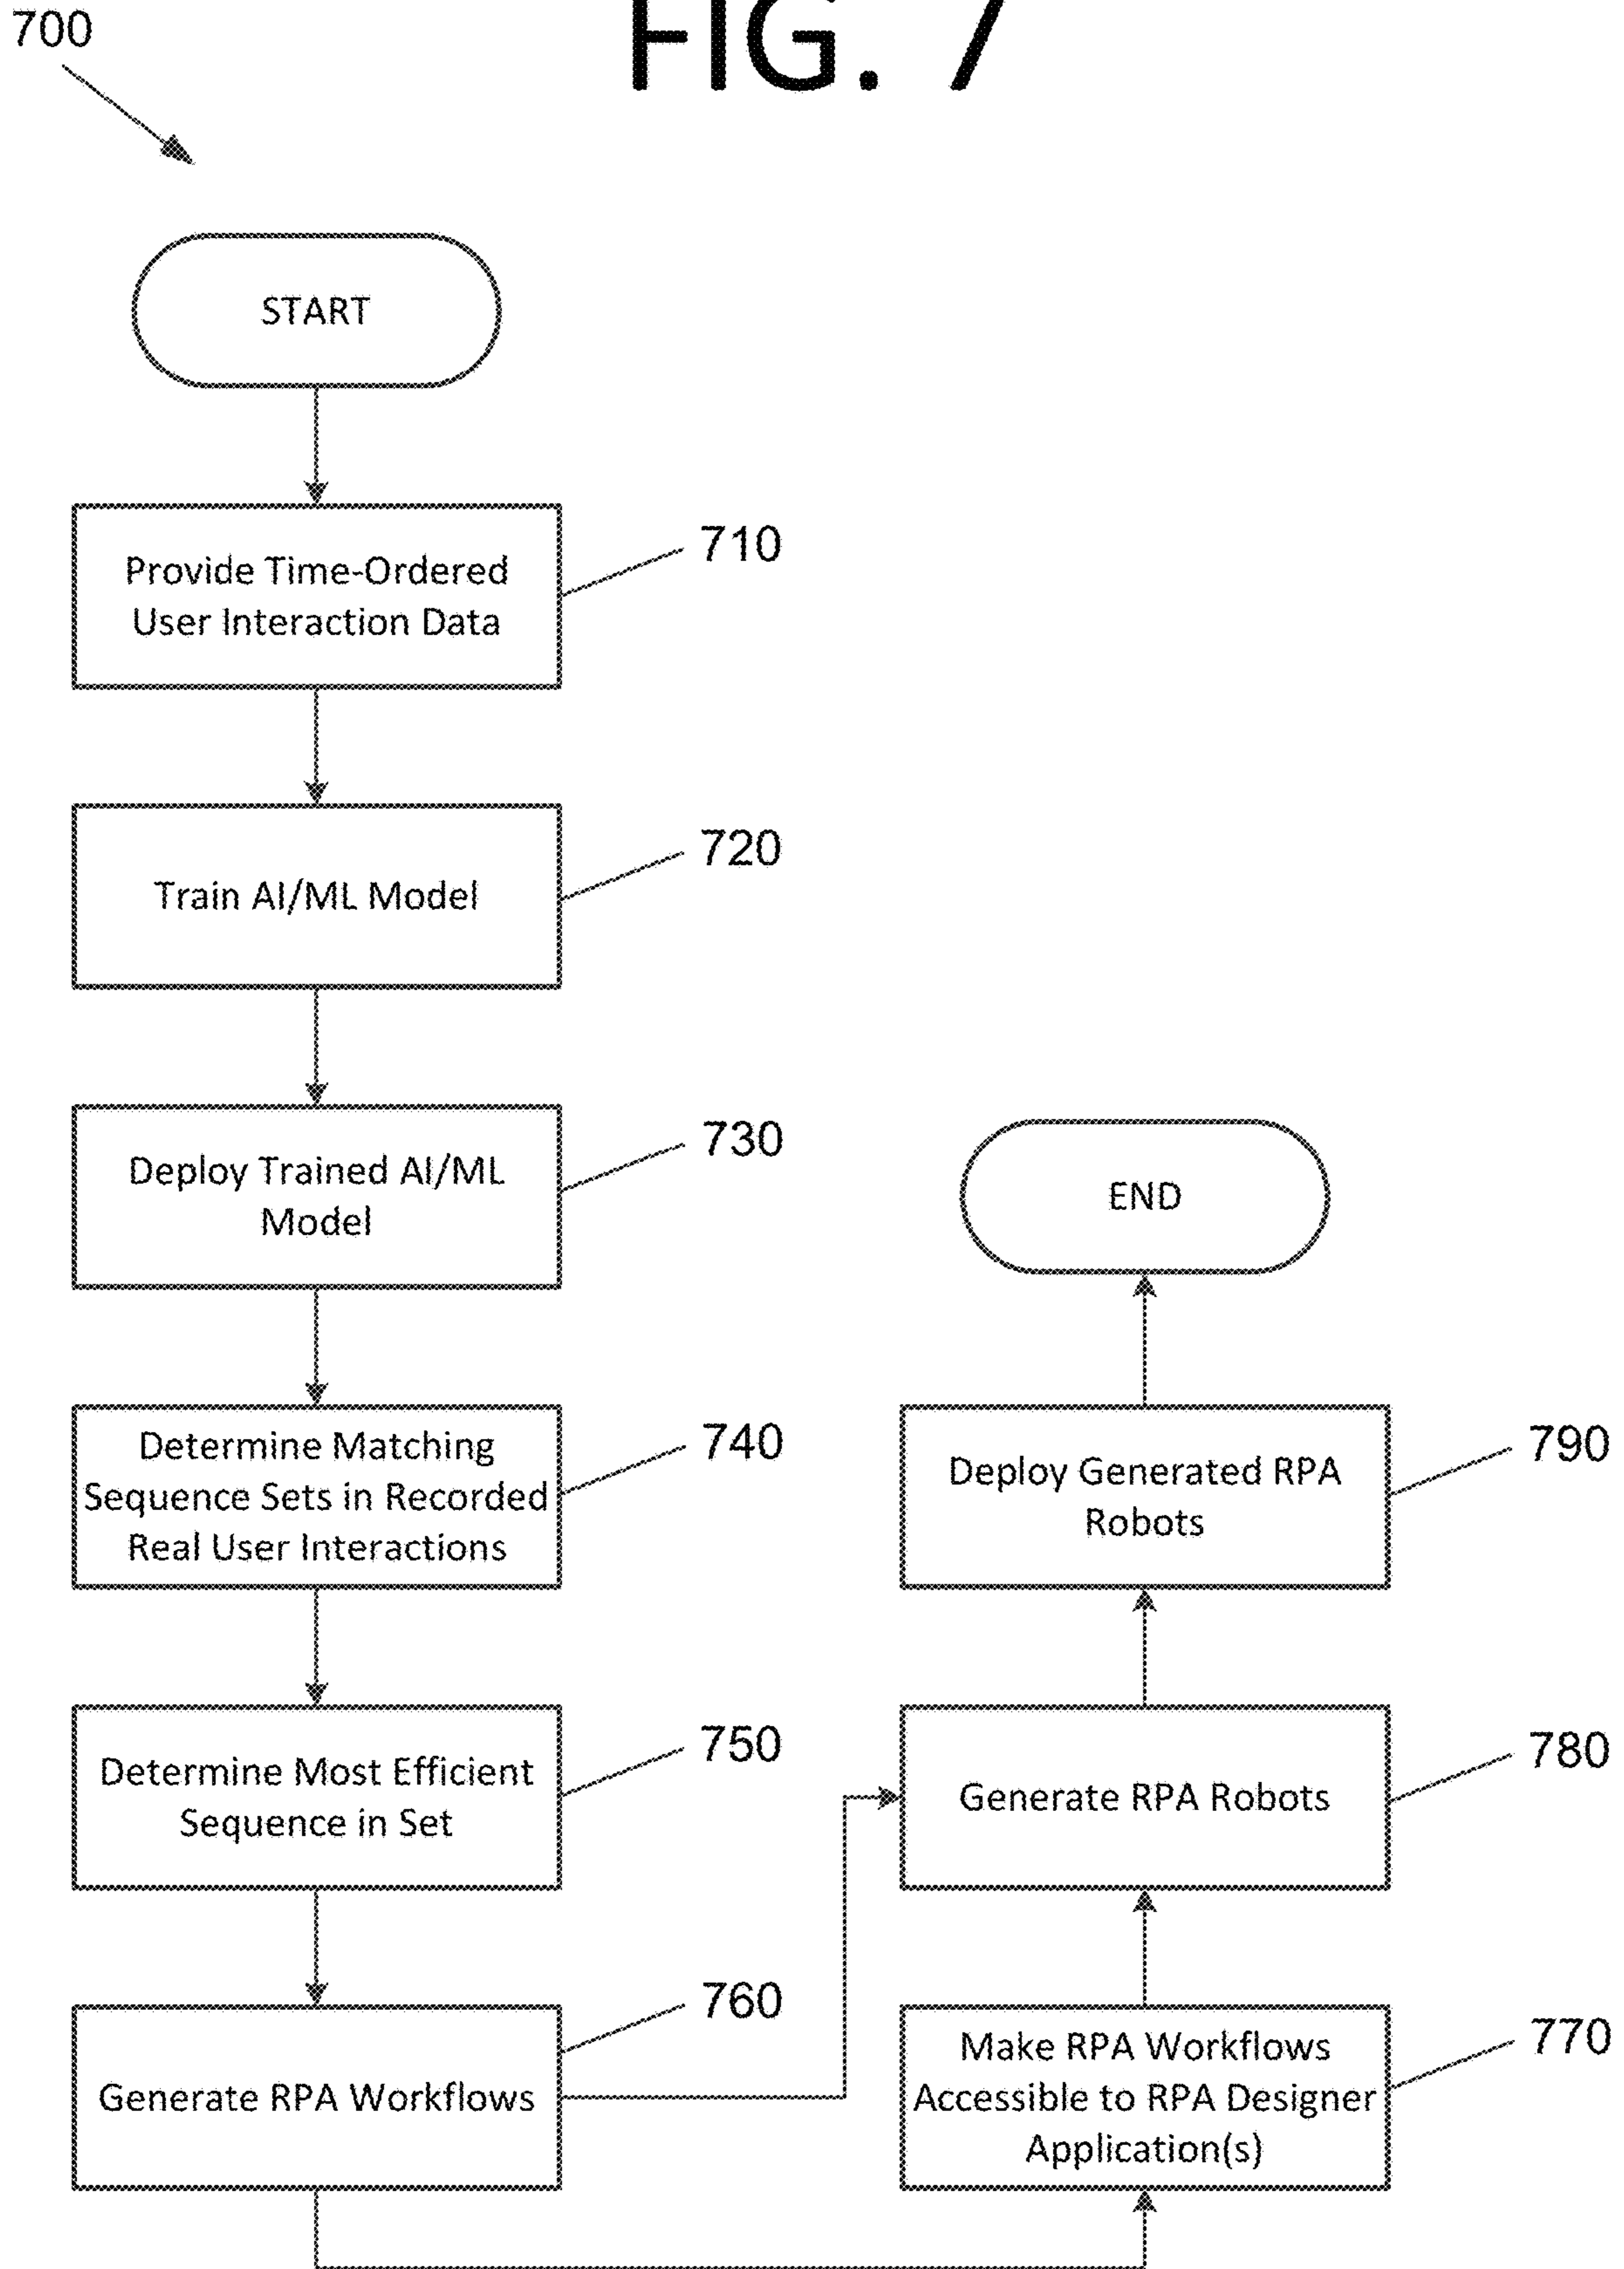 FIG. 7
700
START
Provide Time-Ordered
User Interaction Data
710
Train AI/ML Model
720
Deploy Trained AI/ML
Model
730
Determine Matching
Sequence Sets in Recorded
Real User Interactions
740
Determine Most Efficient
Sequence in Set
750
Generate RPA Workflows
760
END
Deploy Generated RPA
Robots
790
Generate RPA Robots
780
Make RPA Workflows
Accessible to RPA Designer
Application(s)
770